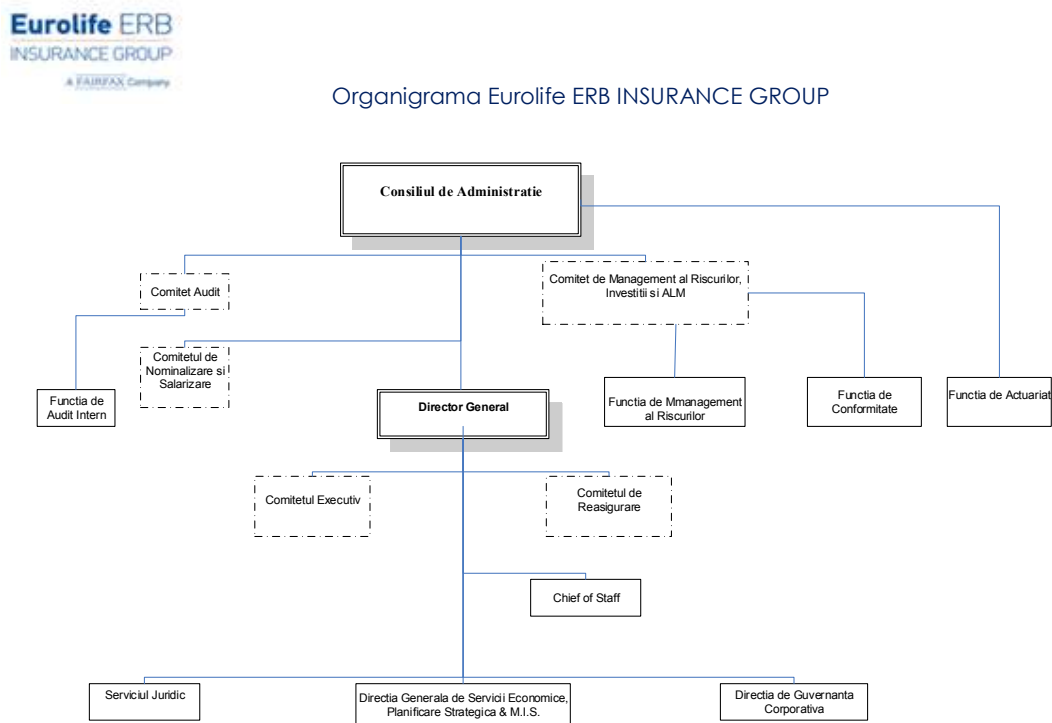 Eurolife ERB
INSURANCE GROUP
A FAIRFAX Company
Organigrama Eurolife ERB INSURANCE GROUP
Consiliul de Administratie
Comitet Audit
Comitet de Management al Riscurilor,
Investitii si ALM
Comitetul de
Nominalizare si
Salarizare
Functia de
Audit Intern
Director General
Functia de Mmanagement
al Riscurilor
Functia de
Conformitate
Functia de Actuariat
Comitetul Executiv
Comitetul de
Reasigurare
Chief of Staff
Serviciul Juridic
Directia Generala de Servicii Economice,
Planificare Strategica & M.I.S.
Directia de Guvernanta
Corporativa